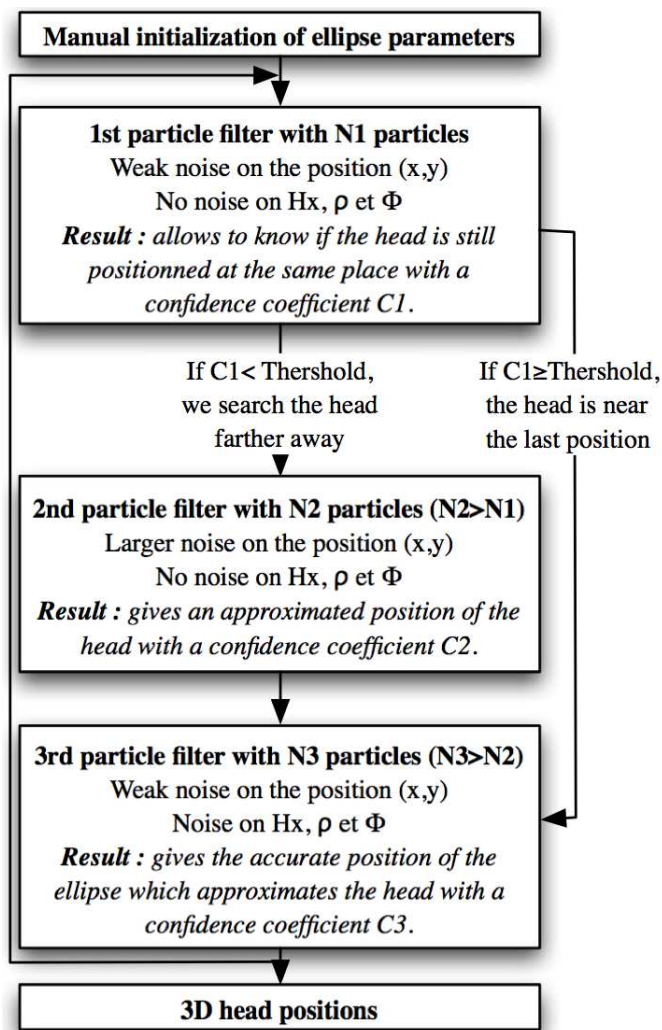 Manual initialization of ellipse parameters
1st particle filter with N1 particles
Weak noise on the position (x,y)
No noise on Hx, ρ et Φ
Result : allows to know if the head is still
positionned at the same place with a
confidence coefficient C1.
If C1< Thershold,
we search the head
farther away
If C1≥Thershold,
the head is near
the last position
2nd particle filter with N2 particles (N2>N1)
Larger noise on the position (x,y)
No noise on Hx, ρ et Φ
Result : gives an approximated position of the
head with a confidence coefficient C2.
3rd particle filter with N3 particles (N3>N2)
Weak noise on the position (x,y)
Noise on Hx, ρ et Φ
Result : gives the accurate position of the
ellipse which approximates the head with a
confidence coefficient C3.
3D head positions